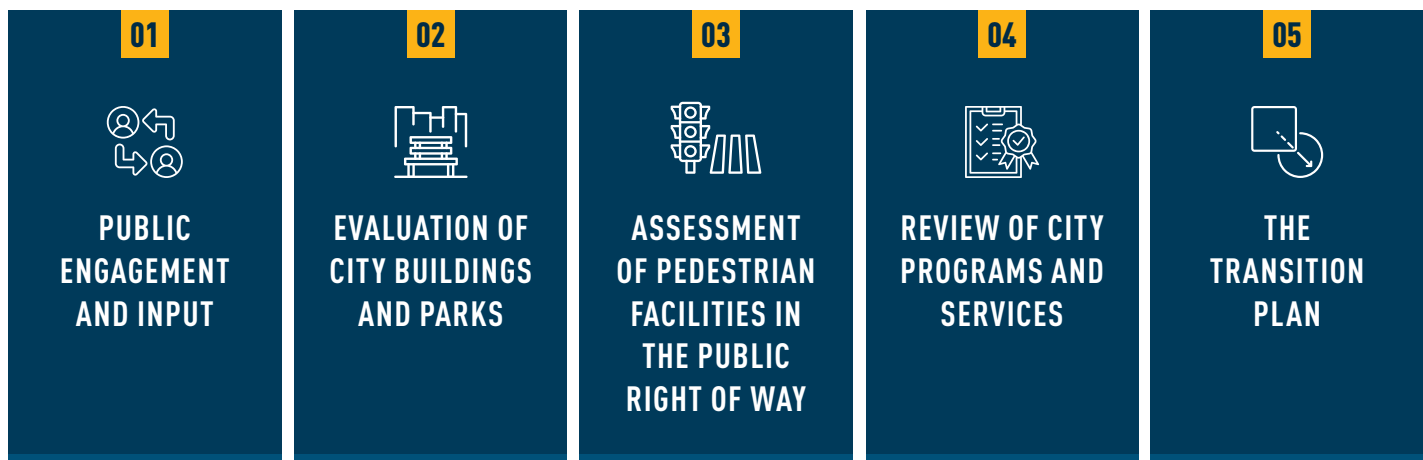 01
PUBLIC
ENGAGEMENT
AND INPUT
02
EVALUATION OF
CITY BUILDINGS
AND PARKS
03
ASSESSMENT
OF PEDESTRIAN
FACILITIES IN
THE PUBLIC
RIGHT OF WAY
04
REVIEW OF CITY
PROGRAMS AND
SERVICES
05
THE
TRANSITION
PLAN